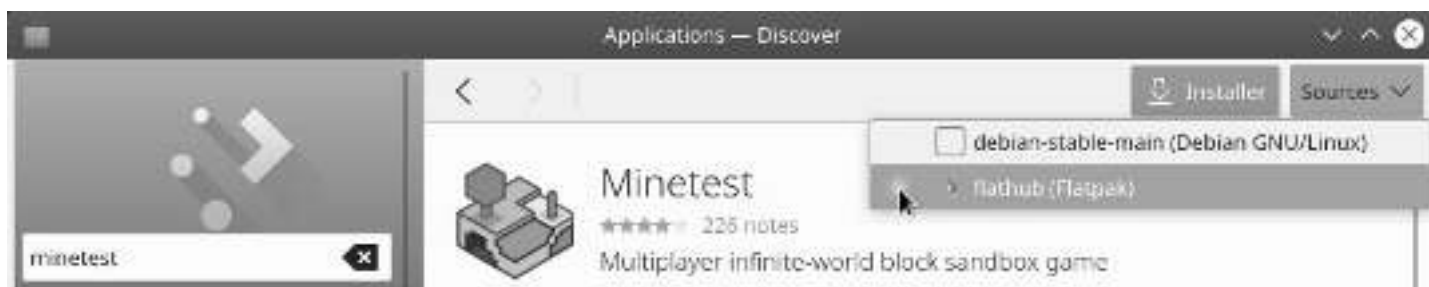 Applications — Discover
Installer
Sources
debian-stable-main (Debian GNU/Linux)
flathub (Flatpak)
Minetest
226 notes
Multiplayer infinite-world block sandbox game
minetest